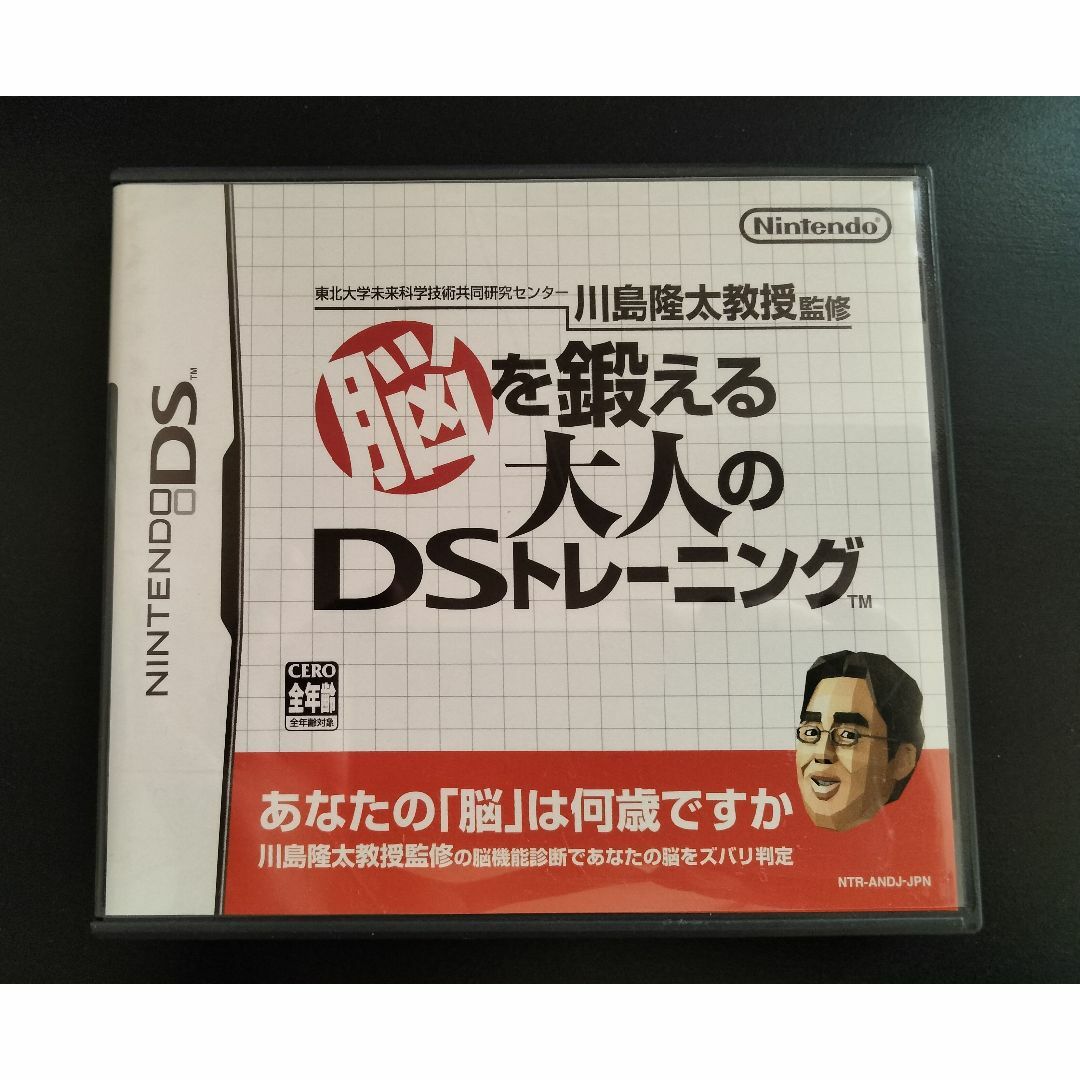 Nintendo®
東北大学未来科学技術共同研究センター 川島隆太教授監修
脳を鍛える
大人の
DSトレーニング™
NINTENDO DS™
CERO
全年齢
全年齢対象
あなたの「脳」は何歳ですか
川島隆太教授監修の脳機能診断であなたの脳をズバリ判定
NTR-ANDJ-JPN